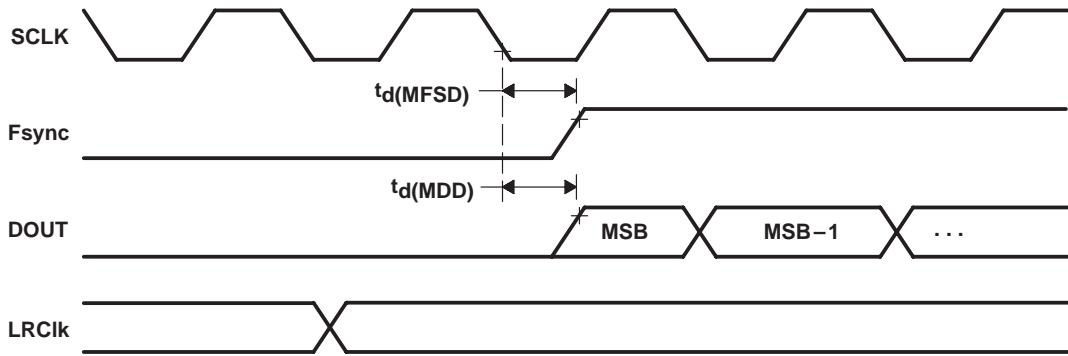 SCLK
td(MFSD)
Fsync
td(MDD)
DOUT
MSB
MSB–1
...
LRClk